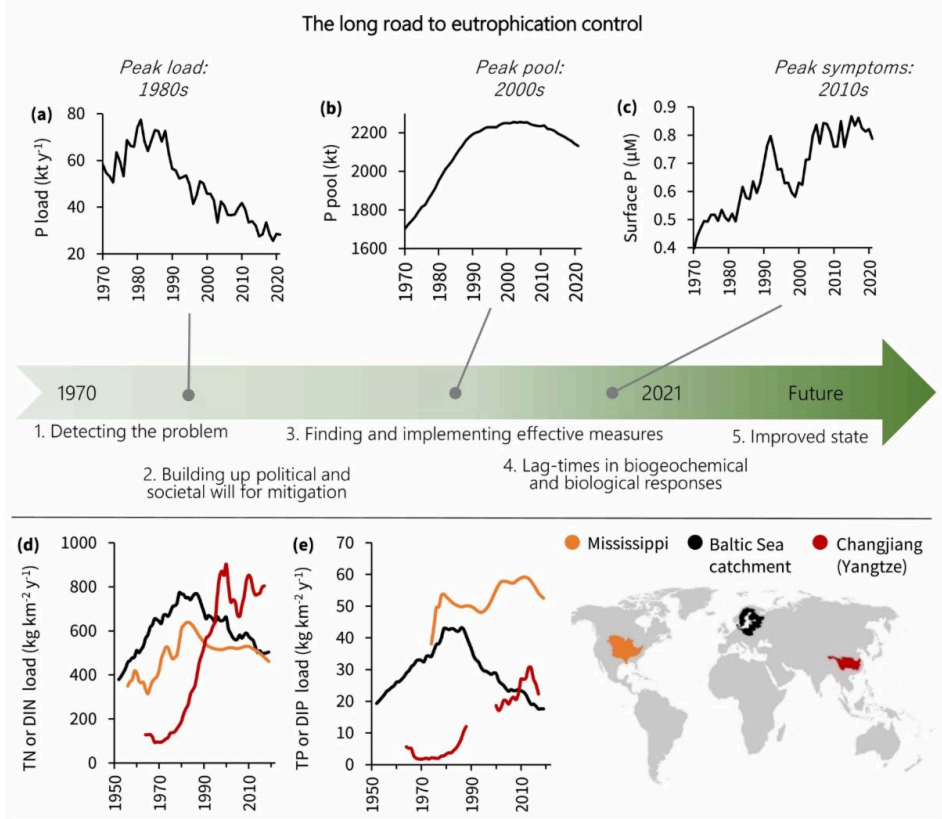 The long road to eutrophication control
Peak load:
1980s
Peak pool:
2000s
Peak symptoms:
2010s
(a)
P load (kt y⁻¹)
80
60
40
20
1970
1980
1990
2000
2010
2020
(b)
P pool (kt)
2200
2000
1800
1600
1970
1980
1990
2000
2010
2020
(c)
Surface P (µM)
0.9
0.8
0.7
0.6
0.5
0.4
1970
1980
1990
2000
2010
2020
1970
2021
Future
1. Detecting the problem
2. Building up political and
societal will for mitigation
3. Finding and implementing effective measures
4. Lag-times in biogeochemical
and biological responses
5. Improved state
(d)
TN or DIN load (kg km⁻² y⁻¹)
1000
800
600
400
200
0
1950
1970
1990
2010
(e)
TP or DIP load (kg km⁻² y⁻¹)
70
60
50
40
30
20
10
0
1950
1970
1990
2010
Mississippi
Baltic Sea
catchment
Changjiang
(Yangtze)